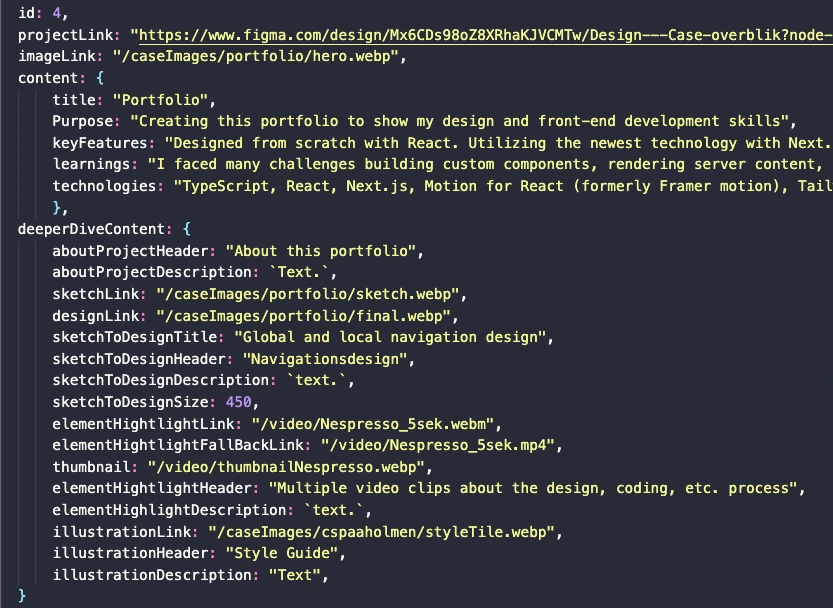 id: 4,
projectLink: "https://www.figma.com/design/Mx6CDs98oZ8XRhaKJVCMTw/Design---Case-overblik?node-
imageLink: "/caseImages/portfolio/hero.webp",
content: {
title: "Portfolio",
Purpose: "Creating this portfolio to show my design and front-end development skills",
keyFeatures: "Designed from scratch with React. Utilizing the newest technology with Next.
learnings: "I faced many challenges building custom components, rendering server content,
technologies: "TypeScript, React, Next.js, Motion for React (formerly Framer motion), Tail
},
deeperDiveContent: {
aboutProjectHeader: "About this portfolio",
aboutProjectDescription: `Text.`,
sketchLink: "/caseImages/portfolio/sketch.webp",
designLink: "/caseImages/portfolio/final.webp",
sketchToDesignTitle: "Global and local navigation design",
sketchToDesignHeader: "Navigationsdesign",
sketchToDesignDescription: `text.`,
sketchToDesignSize: 450,
elementHightlightLink: "/video/Nespresso_5sek.webm",
elementHightlightFallBackLink: "/video/Nespresso_5sek.mp4",
thumbnail: "/video/thumbnailNespresso.webp",
elementHightlightHeader: "Multiple video clips about the design, coding, etc. process",
elementHighlightDescription: `text.`,
illustrationLink: "/caseImages/cspaaholmen/styleTile.webp",
illustrationHeader: "Style Guide",
illustrationDescription: "Text",
}